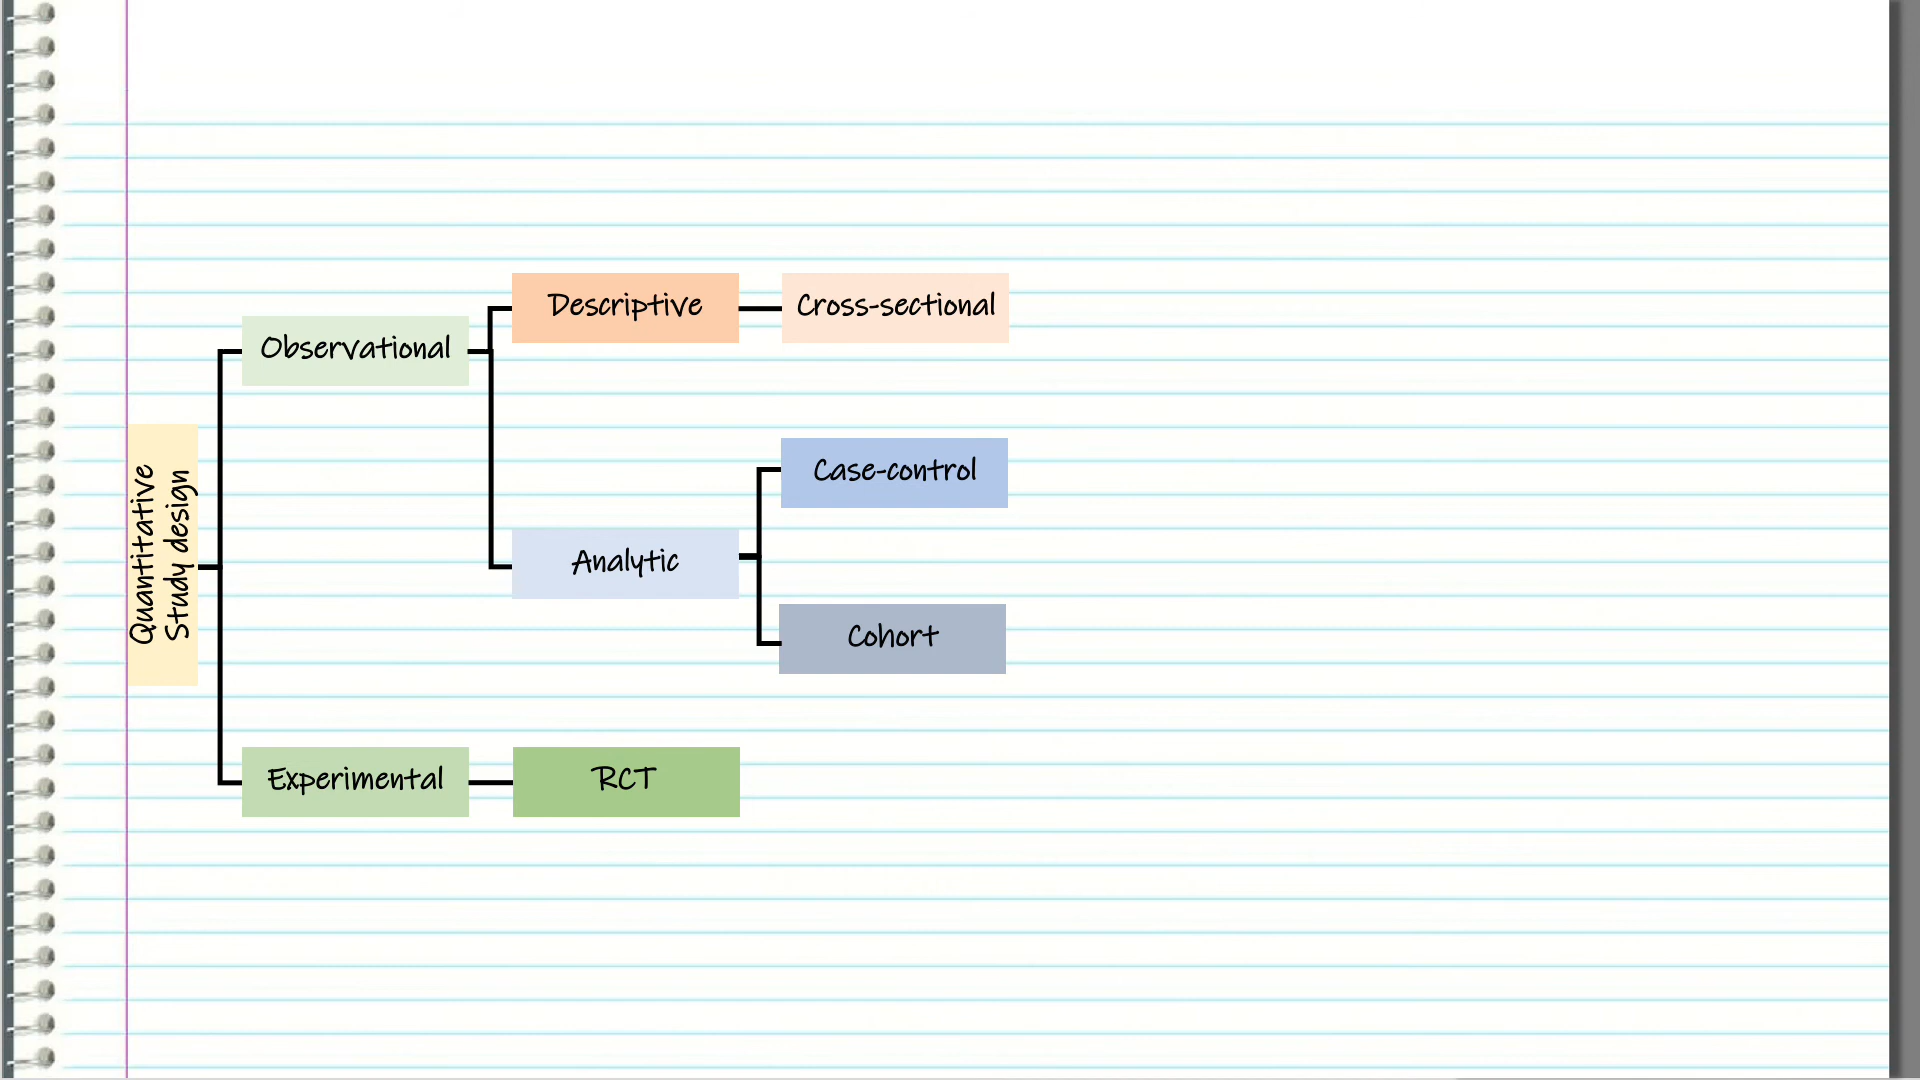 Quantitative
Study design
Observational
Descriptive
Cross-sectional
Analytic
Case-control
Cohort
Experimental
RCT